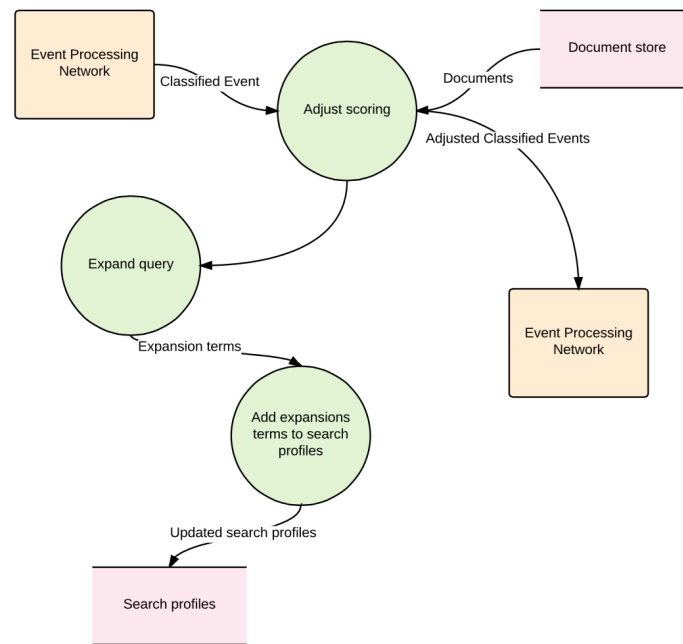 Event Processing
Network
Classified Event
Adjust scoring
Documents
Document store
Adjusted Classified Events
Expand query
Event Processing
Network
Expansion terms
Add expansions
terms to search
profiles
Updated search profiles
Search profiles